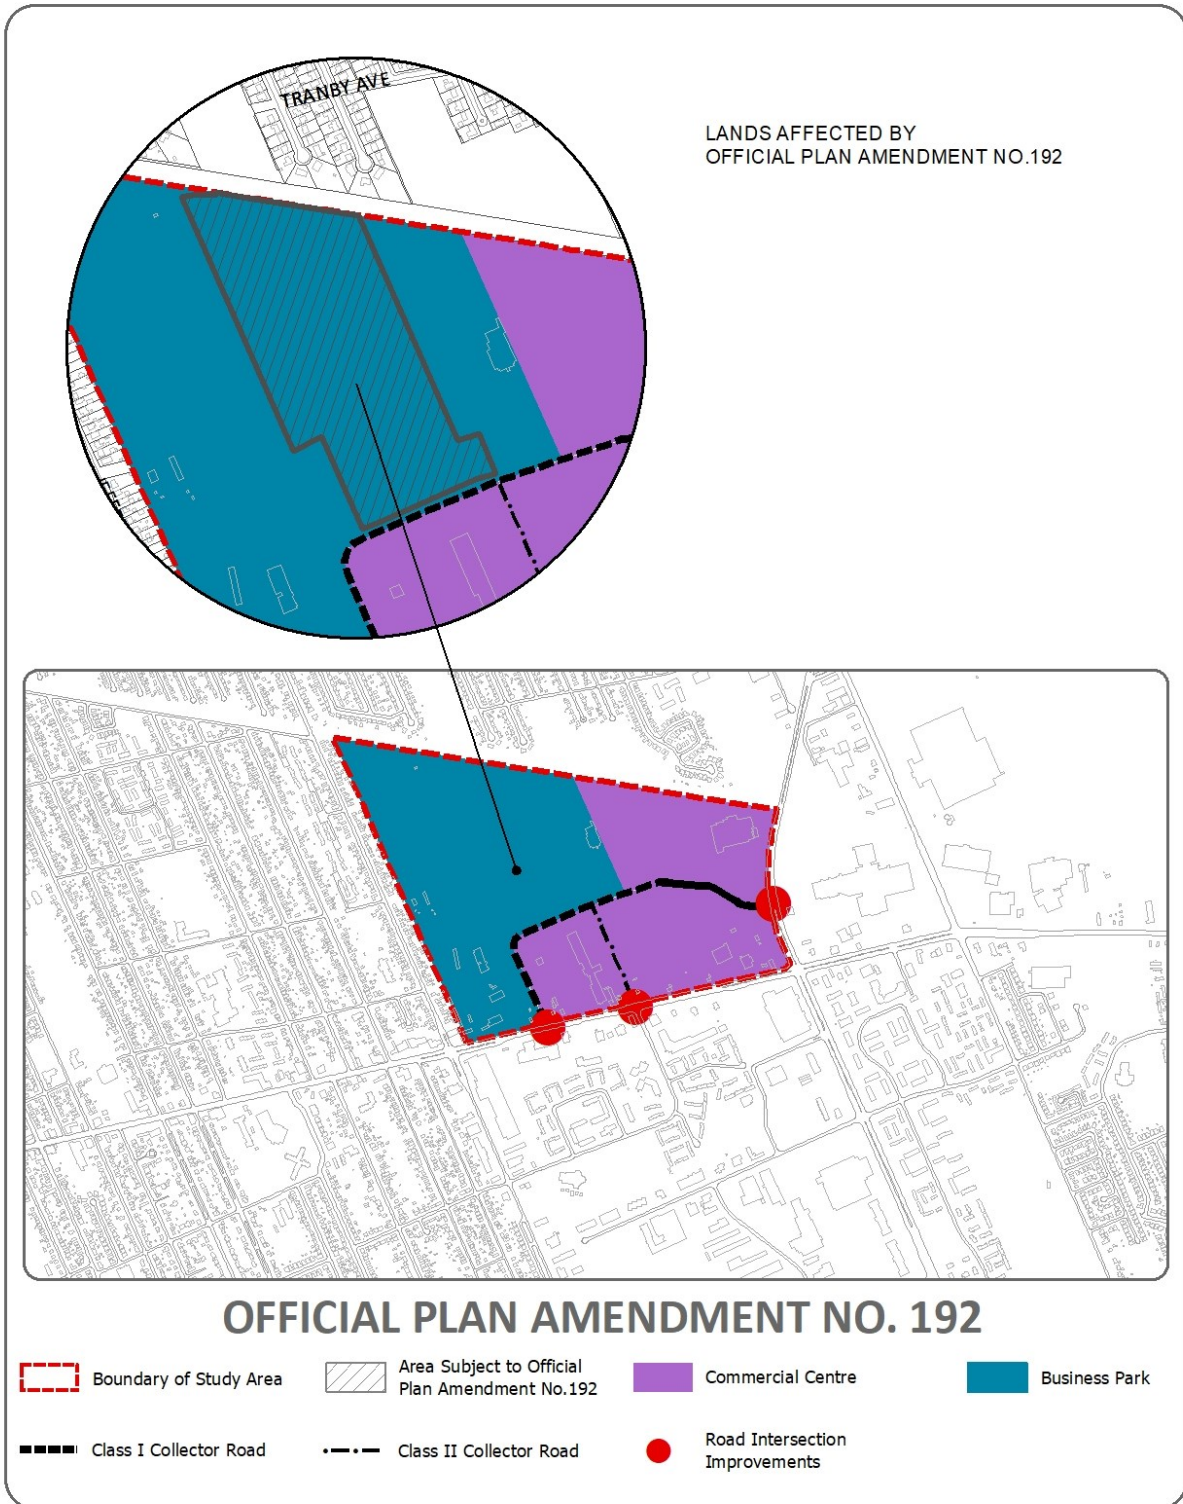 TRANBY AVE
LANDS AFFECTED BY
OFFICIAL PLAN AMENDMENT NO.192
OFFICIAL PLAN AMENDMENT NO. 192
Boundary of Study Area
Area Subject to Official
Plan Amendment No.192
Commercial Centre
Business Park
Class I Collector Road
Class II Collector Road
Road Intersection
Improvements